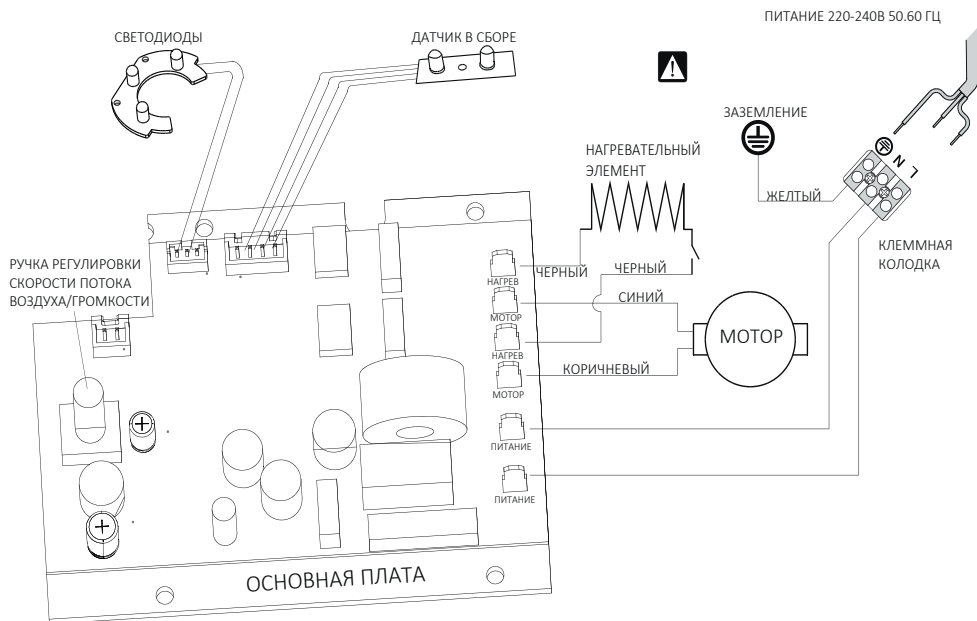 ПИТАНИЕ 220-240В 50.60 ГЦ
СВЕТОДИОДЫ
ДАТЧИК В СБОРЕ
ЗАЗЕМЛЕНИЕ
НАГРЕВАТЕЛЬНЫЙ
ЭЛЕМЕНТ
N
L
ЖЕЛТЫЙ
КЛЕММНАЯ
КОЛОДКА
РУЧКА РЕГУЛИРОВКИ
СКОРОСТИ ПОТОКА
ВОЗДУХА/ГРОМКОСТИ
НАГРЕВ
ЧЕРНЫЙ
ЧЕРНЫЙ
МОТОР
СИНИЙ
НАГРЕВ
МОТОР
КОРИЧНЕВЫЙ
МОТОР
ПИТАНИЕ
ПИТАНИЕ
ОСНОВНАЯ ПЛАТА